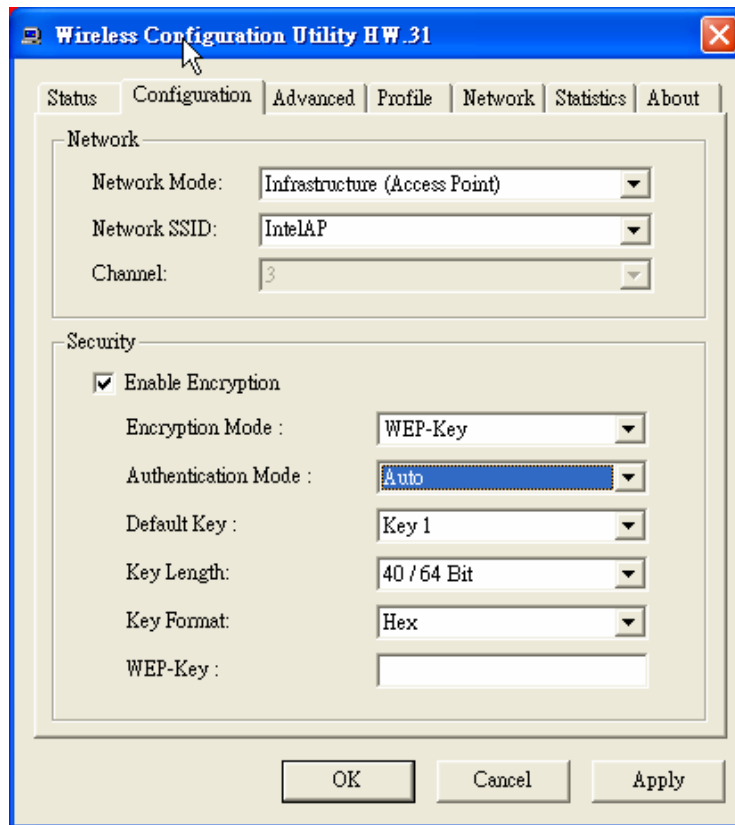 Wireless Configuration Utility HW.31
Status Configuration Advanced Profile Network Statistics About
Network
Network Mode: Infrastructure (Access Point)
Network SSID: IntelAP
Channel: 3
Security
Enable Encryption
Encryption Mode : WEP-Key
Authentication Mode : Auto
Default Key : Key 1
Key Length: 40 / 64 Bit
Key Format: Hex
WEP-Key :
OK Cancel Apply